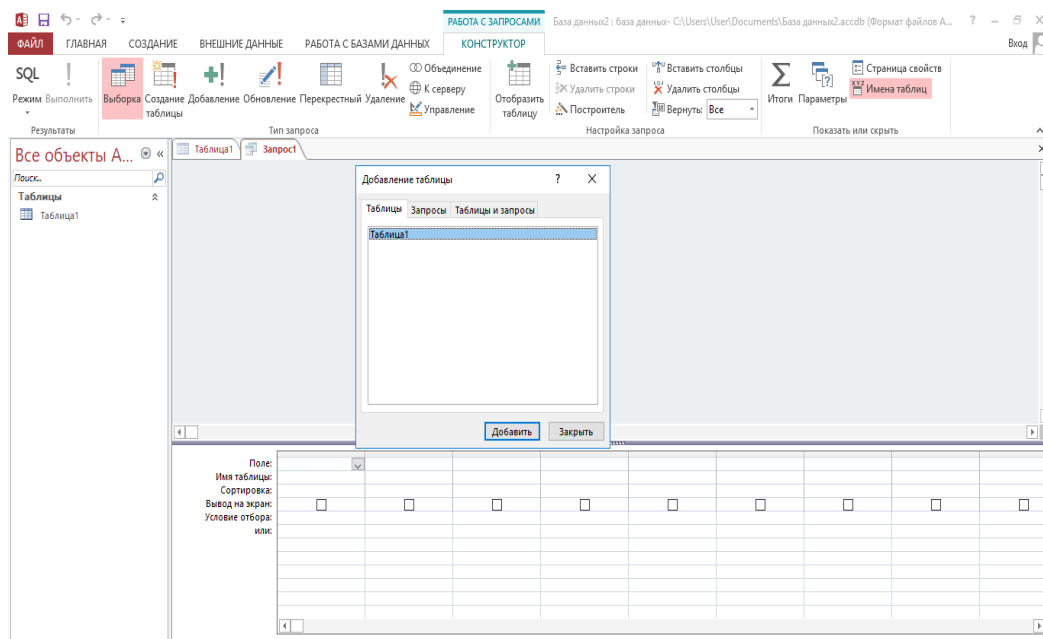 РАБОТА С ЗАПРОСАМИ База данных2 : база данных- C:\Users\User\Documents\База данных2.accdb (Формат файлов A... ?
ФАЙЛ ГЛАВНАЯ СОЗДАНИЕ ВНЕШНИЕ ДАННЫЕ РАБОТА С БАЗАМИ ДАННЫХ КОНСТРУКТОР Вход
SQL
Режим Выполнить
Выборка Создание таблицы Добавление Обновление Перекрестный Удаление
Объединение
К серверу
Управление
Отобразить таблицу
Вставить строки
Удалить строки
Построитель
Вставить столбцы
Удалить столбцы
Вернуть: Все
Итоги Параметры
Страница свойств
XYZ Имена таблиц
Результаты Тип запроса Настройка запроса Показать или скрыть
Все объекты A... «
Поиск...
Таблицы
Таблица1
Таблица1 Запрос1
Добавление таблицы ?
Таблицы Запросы Таблицы и запросы
Таблица1
Добавить Закрыть
Поле:
Имя таблицы:
Сортировка:
Вывод на экран:
Условие отбора:
или: